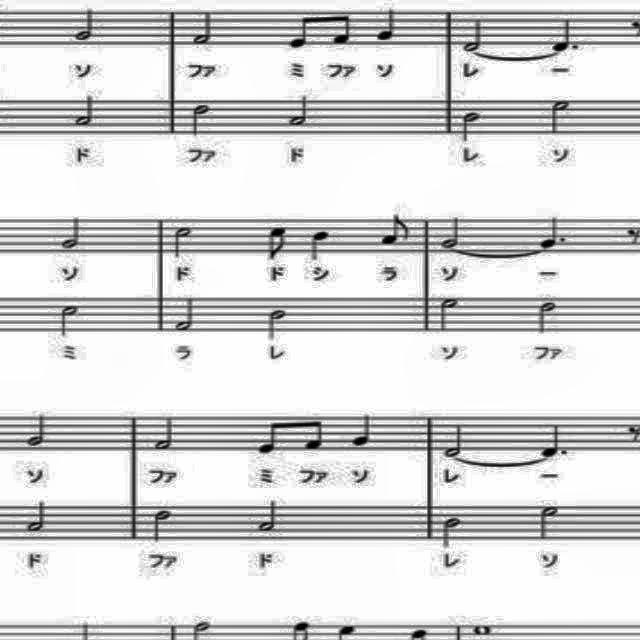 ソ ファ ミ ファ ソ レ ー
ド ファ ド レ ソ
ソ ド ド シ ラ ソ ー
ミ ラ レ ソ ファ
ソ ファ ミ ファ ソ レ ー
ド ファ ド レ ソ